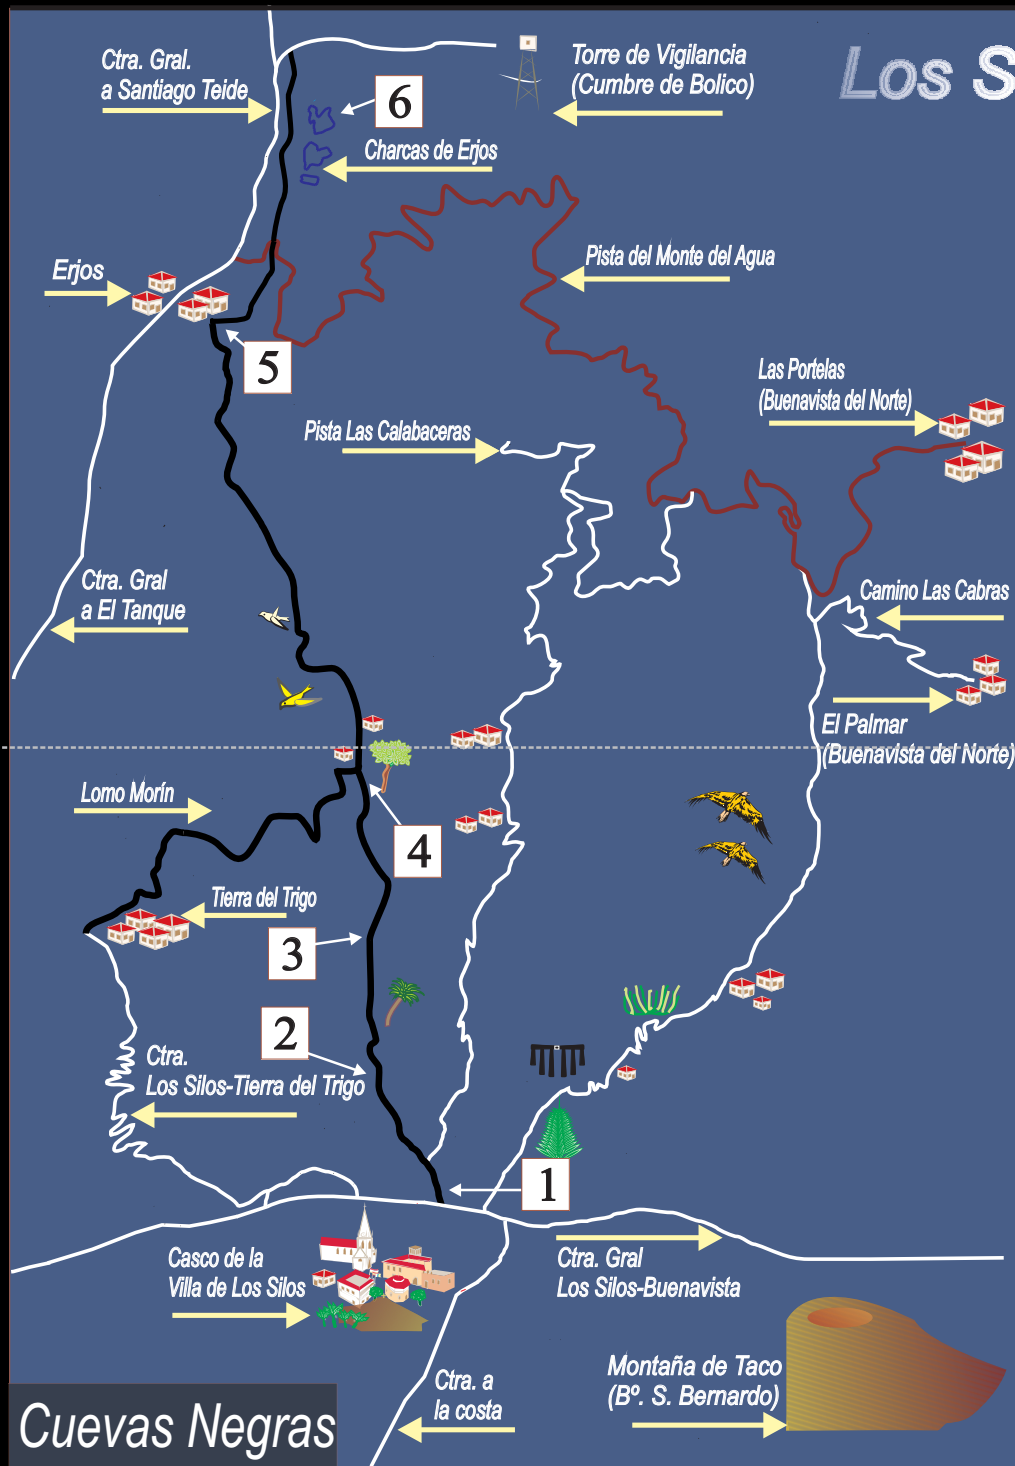 Ctra. Gral.
a Santiago Teide
6
Torre de Vigilancia
(Cumbre de Bolico)
Los S
Charcas de Erjos
Erjos
Pista del Monte del Agua
5
Las Portelas
(Buenavista del Norte)
Pista Las Calabaceras
Ctra. Gral
a El Tanque
Camino Las Cabras
El Palmar
(Buenavista del Norte)
Lomo Morín
4
Tierra del Trigo
3
2
Ctra.
Los Silos-Tierra del Trigo
1
Casco de la
Villa de Los Silos
Ctra. Gral
Los Silos-Buenavista
Montaña de Taco
(Bº. S. Bernardo)
Ctra. a
la costa
Cuevas Negras